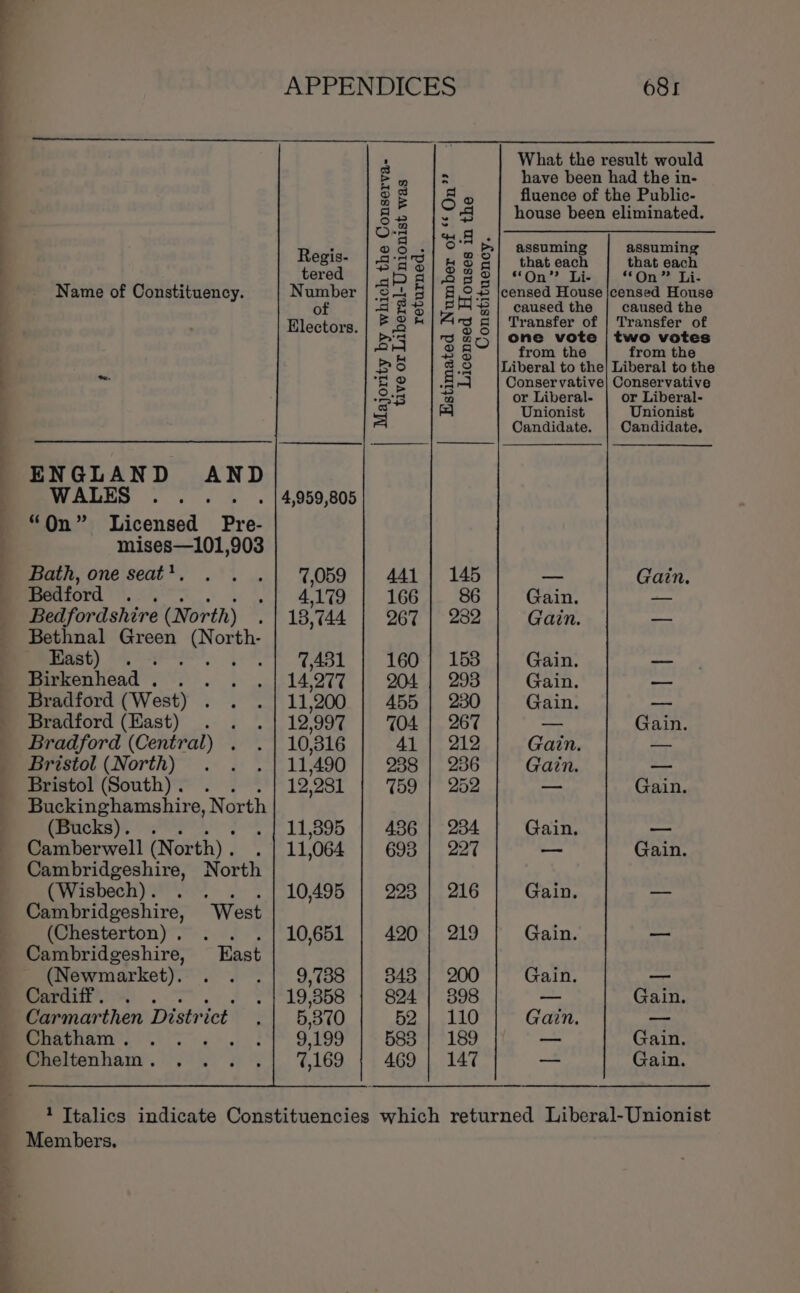 APPENDICES 681
Name of Constituency.
Regis-
tered
Number
of
Electors.
Majority by which the Conserva-
tive or Liberal-Unionist was
returned.
Estimated Number of “On”
Licensed Houses in the
Constituency.
What the result would
have been had the in-
fluence of the Public-
house been eliminated.
assuming
that each
“On” Li-
censed House
caused the
Transfer of
one vote
from the
Liberal to the
Conservative
or Liberal-
Unionist
Candidate.
assuming
that each
“On” Li-
censed House
caused the
Transfer of
two votes
from the
Liberal to the
Conservative
or Liberal-
Unionist
Candidate.
ENGLAND AND
WALES . . . . . 4,959,805
“On” Licensed Pre-
mises—101,903
Bath, one seat¹. . . . 7,059 441 145 — Gain.
Bedford . . . . . . 4,179 166 86 Gain. —
Bedfordshire (North) . 13,744 267 232 Gain. —
Bethnal Green (North-
East) . . . . . . 7,431 160 153 Gain. —
Birkenhead . . . . . 14,277 204 293 Gain. —
Bradford (West) . . . 11,200 455 230 Gain. —
Bradford (East) . . . 12,997 704 267 — Gain.
Bradford (Central) . . 10,316 41 212 Gain. —
Bristol (North) . . . 11,490 238 236 Gain. —
Bristol (South) . . . . 12,281 759 252 — Gain.
Buckinghamshire, North
(Bucks). . . . . . 11,395 436 234 Gain. —
Camberwell (North). . 11,064 693 227 — Gain.
Cambridgeshire, North
(Wisbech). . . . . 10,495 223 216 Gain. —
Cambridgeshire, West
(Chesterton) . . . . 10,651 420 219 Gain. —
Cambridgeshire, East
(Newmarket). . . . 9,738 343 200 Gain. —
Cardiff . . . . . . 19,358 824 398 — Gain.
Carmarthen District . 5,370 52 110 Gain. —
Chatham . . . . . . 9,199 583 189 — Gain.
Cheltenham . . . . . 7,169 469 147 — Gain.
¹ Italics indicate Constituencies which returned Liberal-Unionist
Members.